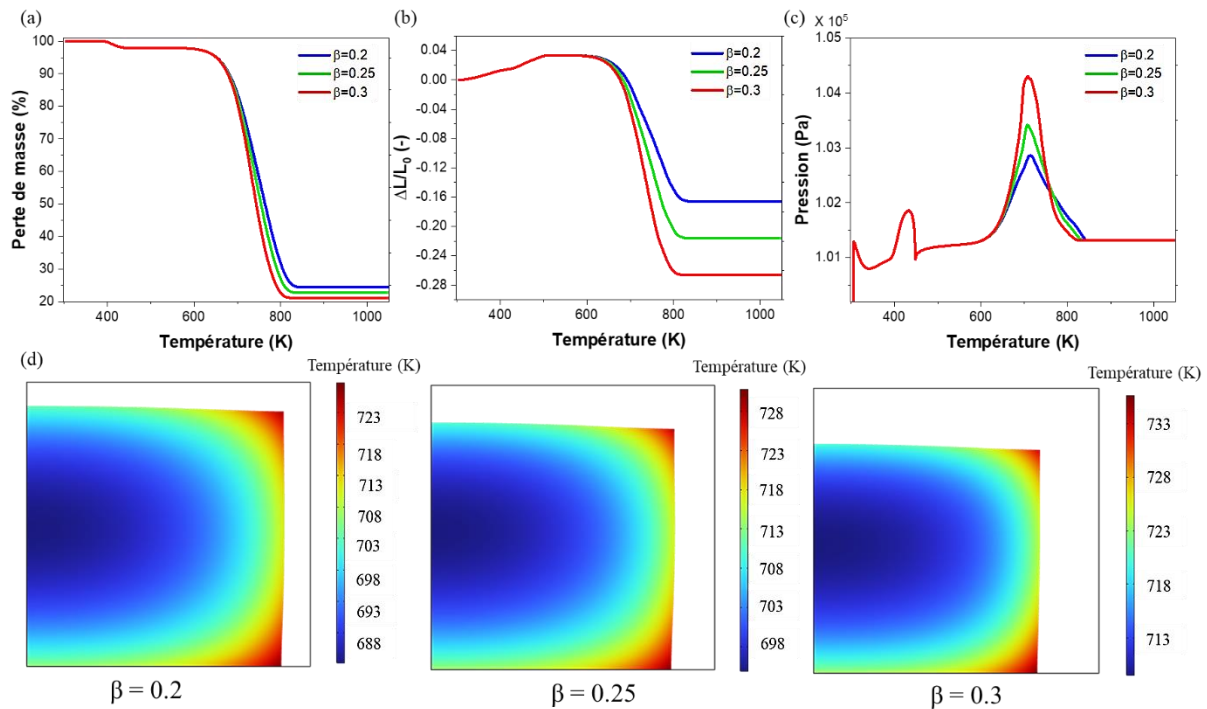 (a)
100
90
80
70
60
50
40
30
20
Perte de masse (%)
β=0.2
β=0.25
β=0.3
400 600 800 1000
Température (K)
(b)
0.04
0.00
-0.04
-0.08
-0.12
-0.16
-0.20
-0.24
-0.28
ΔL/L₀ (-)
β=0.2
β=0.25
β=0.3
400 600 800 1000
Température (K)
(c)
X 10⁵
1.05
1.04
1.03
1.02
1.01
Pression (Pa)
β=0.2
β=0.25
β=0.3
400 600 800 1000
Température (K)
(d)
Température (K)
723
718
713
708
703
698
693
688
β = 0.2
Température (K)
728
723
718
713
708
703
698
β = 0.25
Température (K)
733
728
723
718
713
β = 0.3